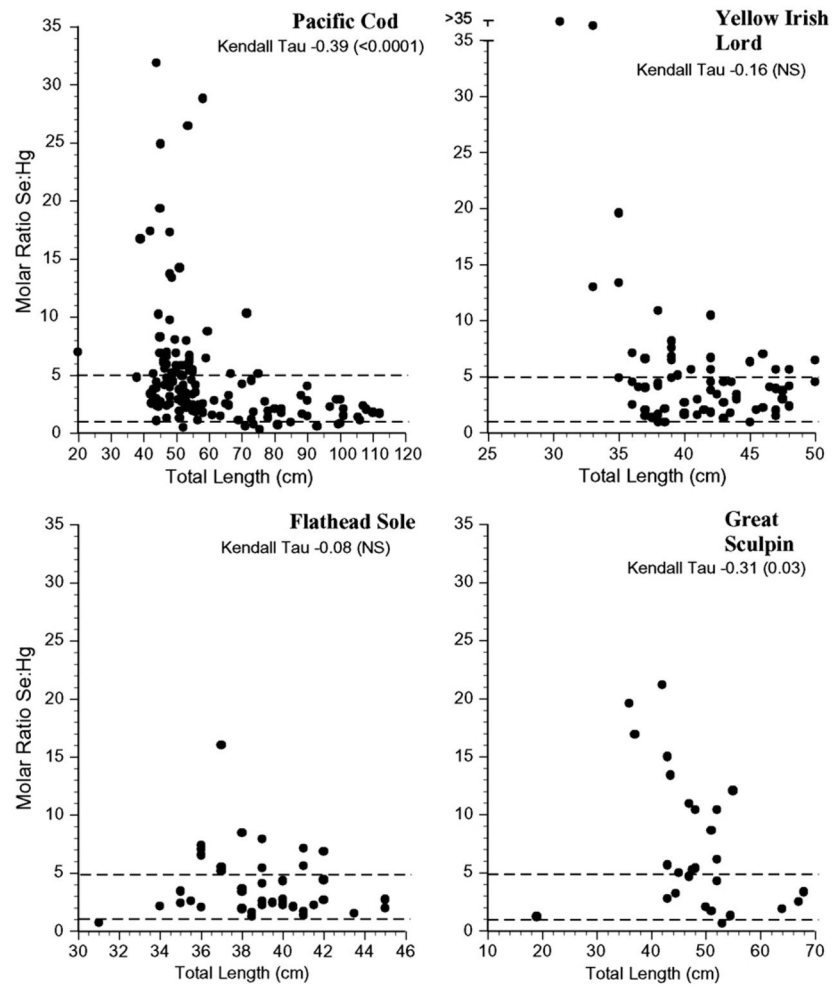 Pacific Cod
Kendall Tau -0.39 (<0.0001)
35
30
25
20
15
10
5
0
Molar Ratio Se:Hg
20 30 40 50 60 70 80 90 100 110 120
Total Length (cm)
Yellow Irish
Lord
Kendall Tau -0.16 (NS)
>35
35
30
25
20
15
10
5
0
25 30 35 40 45 50
Total Length (cm)
Flathead Sole
Kendall Tau -0.08 (NS)
35
30
25
20
15
10
5
0
Molar Ratio Se:Hg
30 32 34 36 38 40 42 44 46
Total Length (cm)
Great
Sculpin
Kendall Tau -0.31 (0.03)
35
30
25
20
15
10
5
0
10 20 30 40 50 60 70
Total Length (cm)